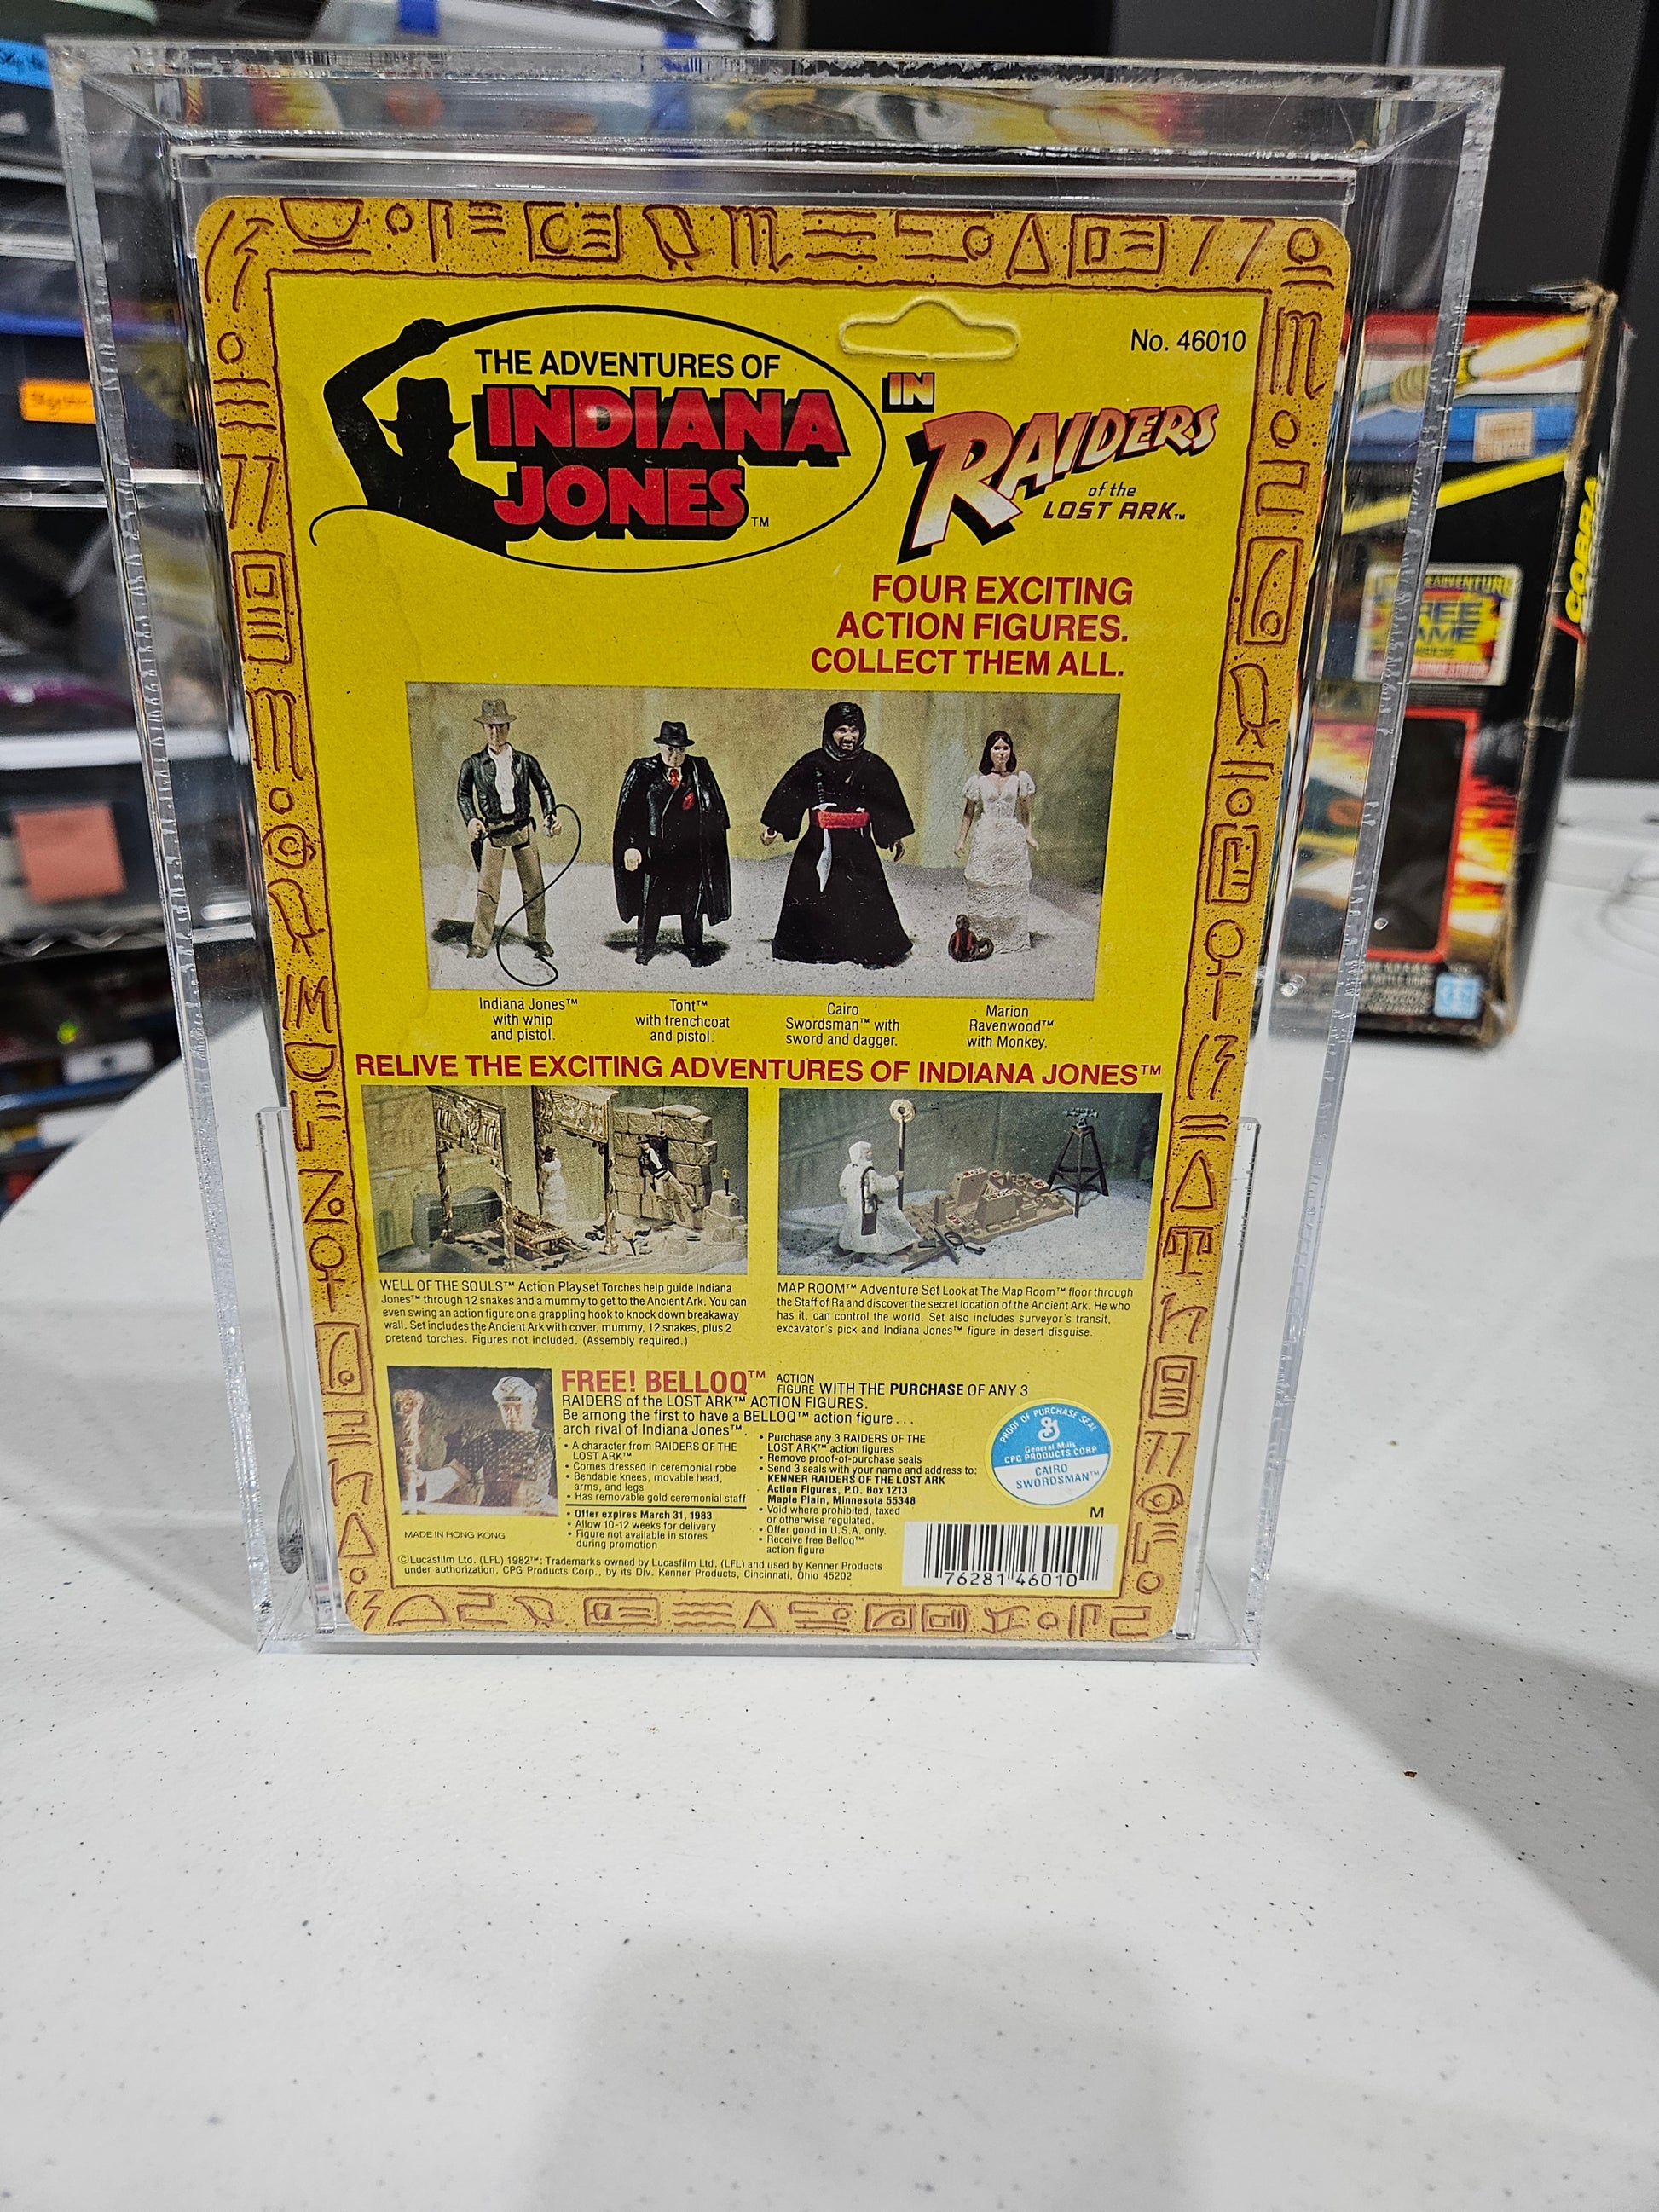 THE ADVENTURES OF
INDIANA
JONES™
IN
RAIDERS
of the
LOST ARK™
No. 46010
FOUR EXCITING
ACTION FIGURES.
COLLECT THEM ALL.
Indiana Jones™
with whip
and pistol.
Toht™
with trenchcoat
and pistol.
Cairo
Swordsman™ with
sword and dagger.
Marion
Ravenwood™
with Monkey.
RELIVE THE EXCITING ADVENTURES OF INDIANA JONES™
WELL OF THE SOULS™ Action Playset Torches help guide Indiana
Jones™ through 12 snakes and a mummy to get to the Ancient Ark. You can
even swing an action figure on a grappling hook to knock down breakaway
wall. Set includes the Ancient Ark with cover, mummy, 12 snakes, plus 2
pretend torches. Figures not included. (Assembly required.)
MAP ROOM™ Adventure Set Look at The Map Room™ floor through
the Staff of Ra and discover the secret location of the Ancient Ark. He who
has it, can control the world. Set also includes surveyor's transit,
excavator's pick and Indiana Jones™ figure in desert disguise.
FREE! BELLOQ™ ACTION
FIGURE WITH THE PURCHASE OF ANY 3
RAIDERS of the LOST ARK™ ACTION FIGURES.
Be among the first to have a BELLOQ™ action figure...
arch rival of Indiana Jones™.
• A character from RAIDERS OF THE
LOST ARK™
• Comes dressed in ceremonial robe
• Bendable knees, movable head,
arms, and legs
• Has removable gold ceremonial staff
• Offer expires March 31, 1983
• Allow 10-12 weeks for delivery
• Figure not available in stores
during promotion
• Purchase any 3 RAIDERS OF THE
LOST ARK™ action figures
• Remove proof-of-purchase seals
• Send 3 seals with your name and address to:
KENNER RAIDERS OF THE LOST ARK
Action Figures, P.O. Box 1213
Maple Plain, Minnesota 55348
• Void where prohibited, taxed
or otherwise regulated.
• Offer good in U.S.A. only.
• Receive free Belloq™
action figure
PROOF OF PURCHASE SEAL
General Mills
CPG PRODUCTS CORP
CAIRO
SWORDSMAN™
M
76281 46010
MADE IN HONG KONG
©Lucasfilm Ltd. (LFL) 1982™: Trademarks owned by Lucasfilm Ltd. (LFL) and used by Kenner Products
under authorization. CPG Products Corp., by its Div. Kenner Products, Cincinnati, Ohio 45202
COBRA